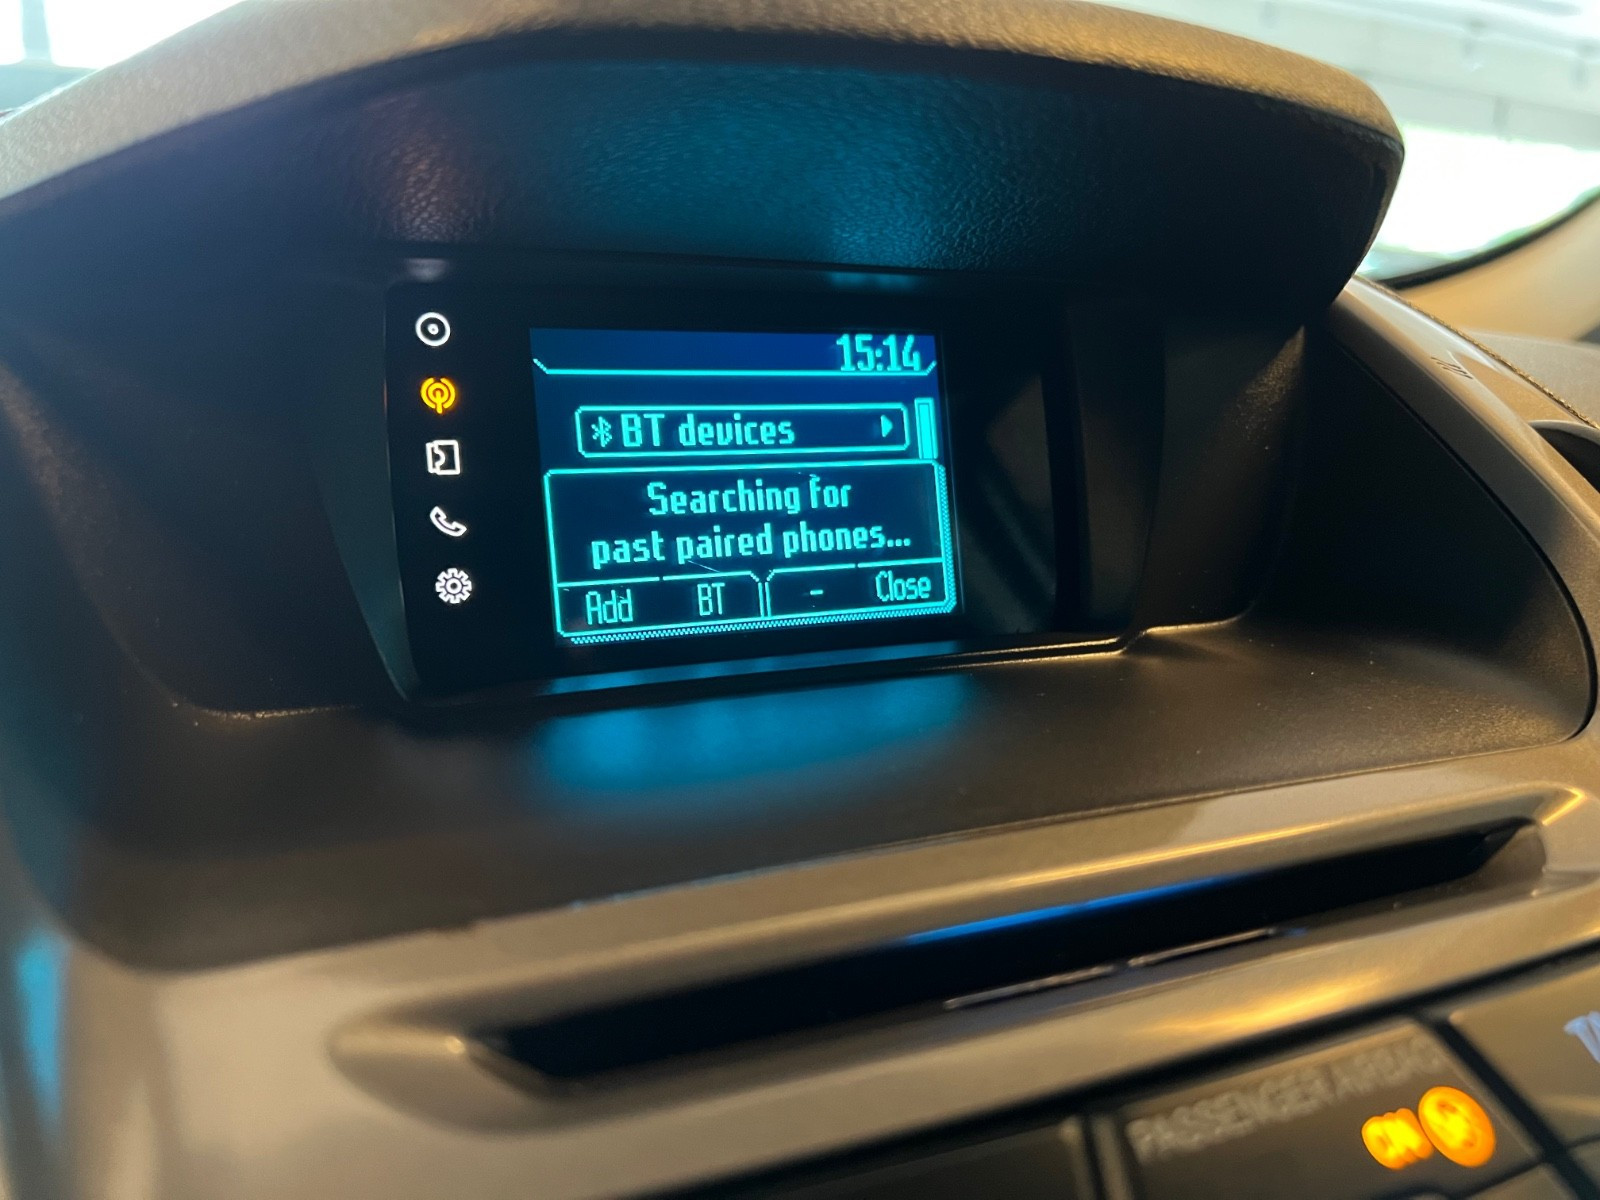 15:14
BT devices
Searching for
past paired phones...
Add BT - Close
PASSENGER AIRBAG
ON